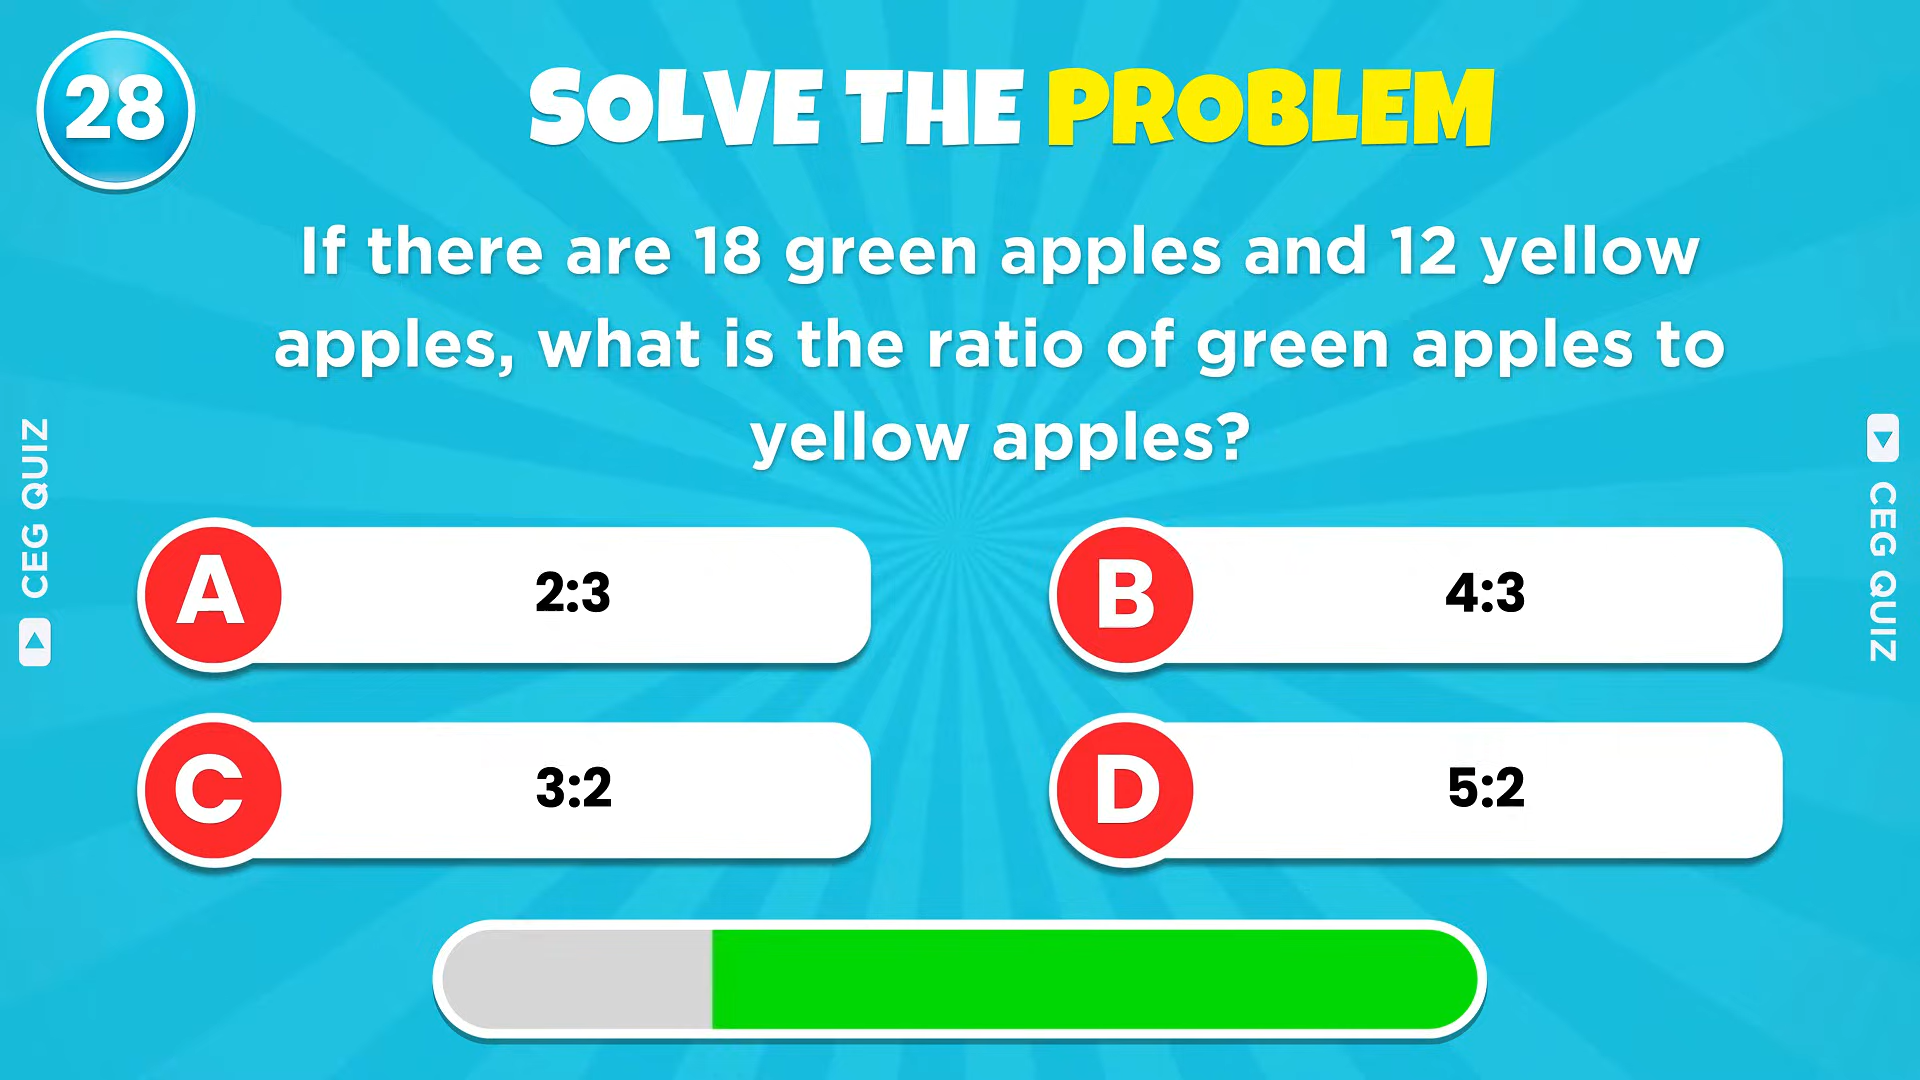 28
SOLVE THE PROBLEM
If there are 18 green apples and 12 yellow
apples, what is the ratio of green apples to
yellow apples?
CEG QUIZ
CEG QUIZ
A 2:3
B 4:3
C 3:2
D 5:2